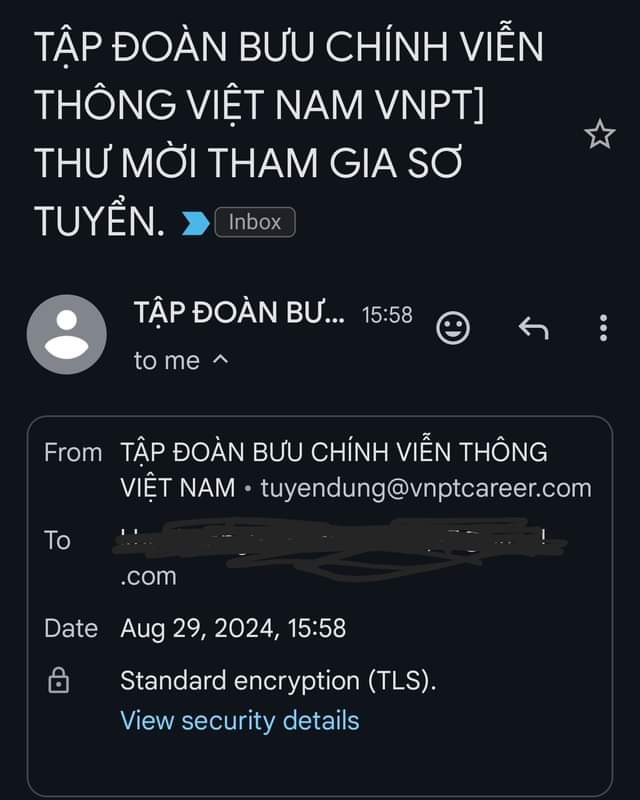 TẬP ĐOÀN BƯU CHÍNH VIỄN
THÔNG VIỆT NAM VNPT]
THƯ MỜI THAM GIA SƠ
TUYỂN. Inbox
TẬP ĐOÀN BƯ... 15:58
to me
From TẬP ĐOÀN BƯU CHÍNH VIỄN THÔNG
VIỆT NAM • tuyendung@vnptcareer.com
To
.com
Date Aug 29, 2024, 15:58
Standard encryption (TLS).
View security details